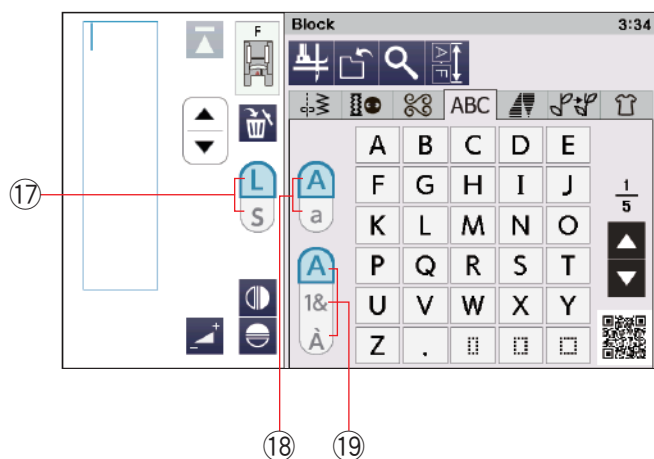 Block 3:34
F
ABC
A B C D E
F G H I J
K L M N O
P Q R S T
U V W X Y
Z .
L
S
A
a
A
1&
À
1
5
⑰
⑱
⑲